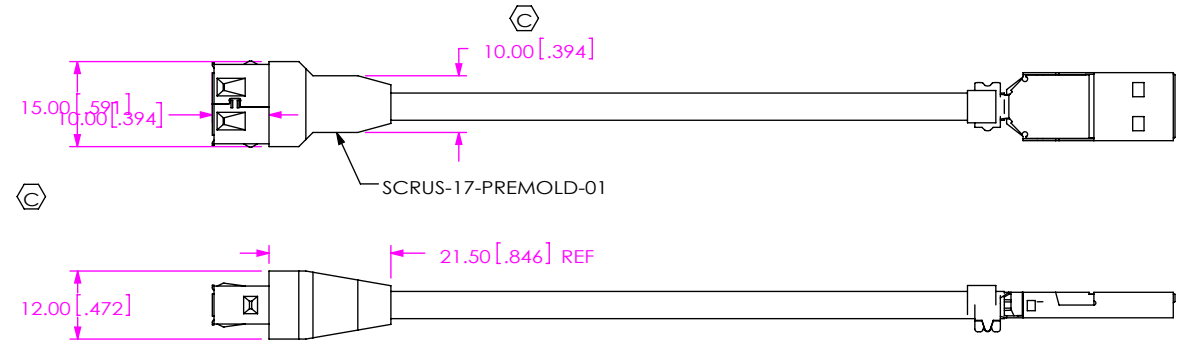 C
10.00 [.394]
15.00 [.591]
10.00 [.394]
SCRUS-17-PREMOLD-01
C
21.50 [.846] REF
12.00 [.472]